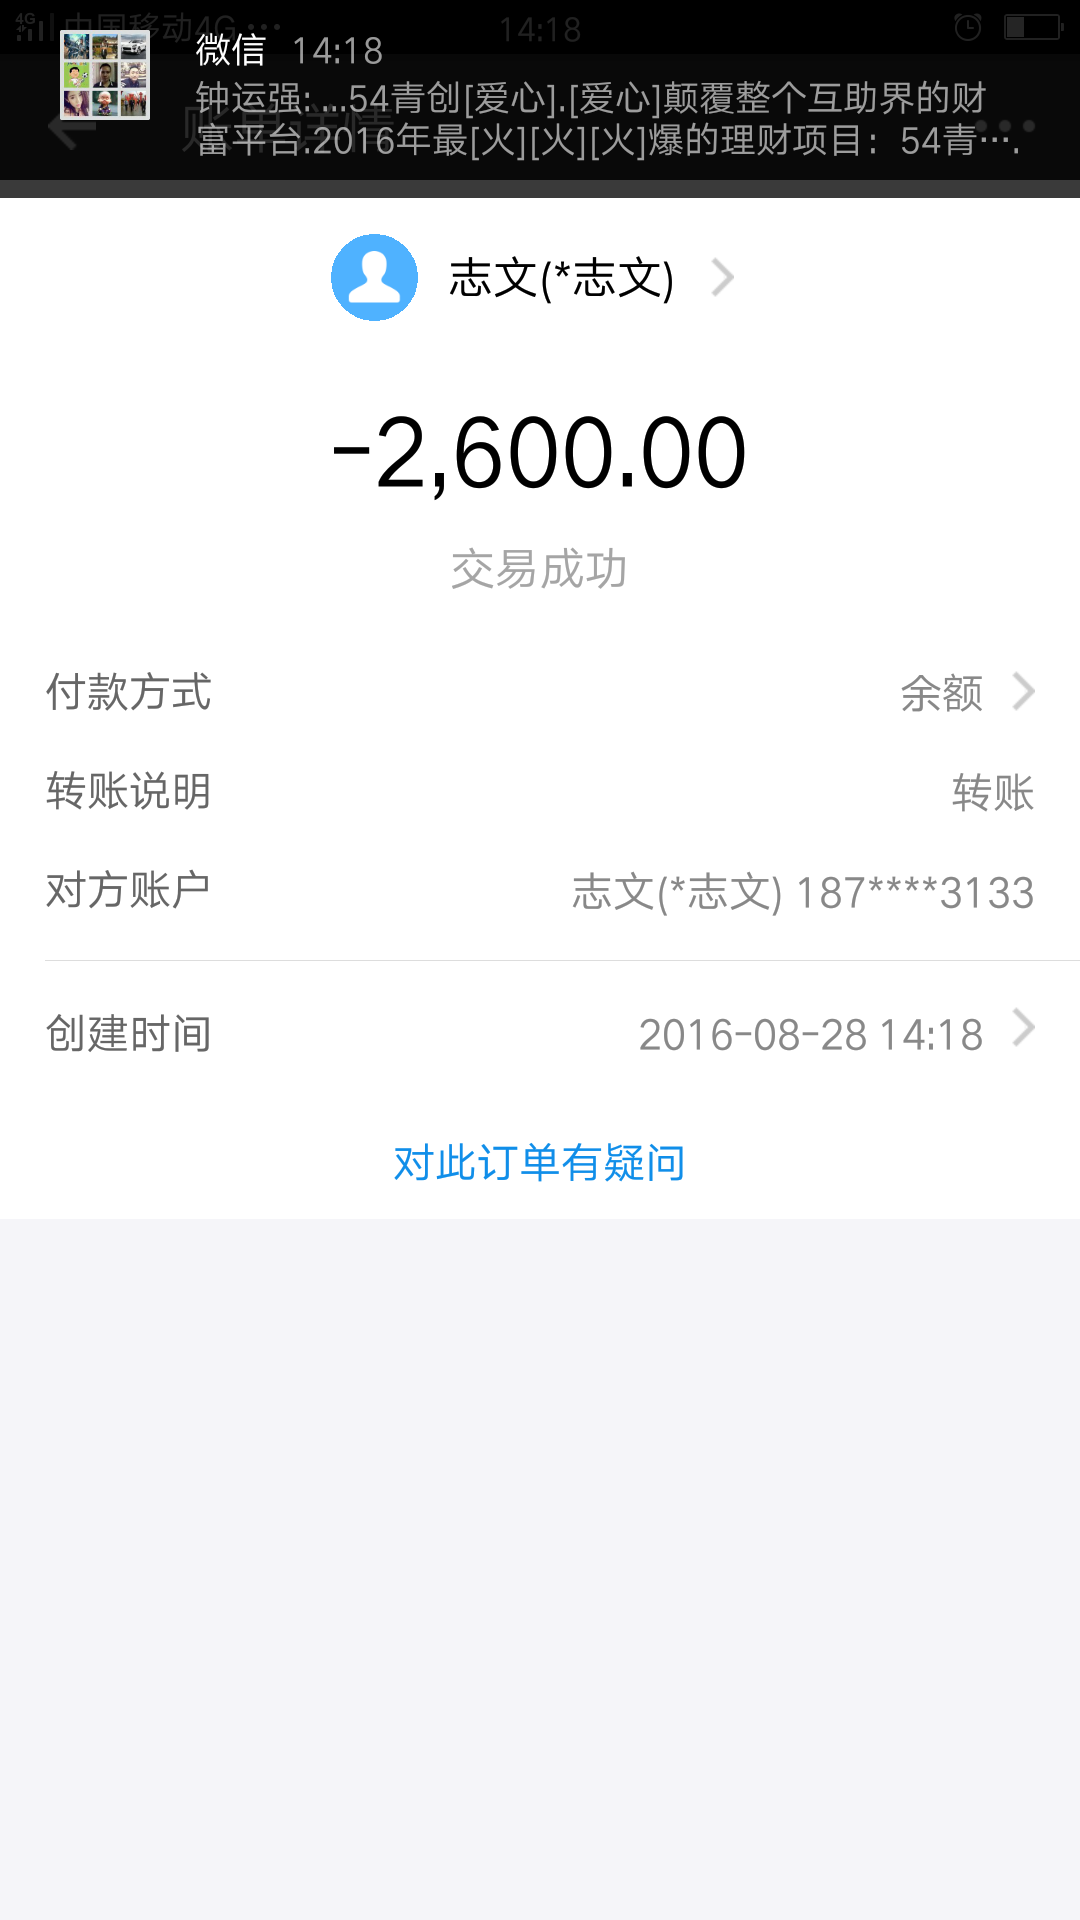 4G 中国移动4G ... 14:18
微信 14:18
钟运强: ...54青创[爱心].[爱心]颠覆整个互助界的财
富平台.2016年最[火][火][火]爆的理财项目：54青….
账单详情
志文(*志文)
-2,600.00
交易成功
付款方式 余额
转账说明 转账
对方账户 志文(*志文) 187****3133
创建时间 2016-08-28 14:18
对此订单有疑问